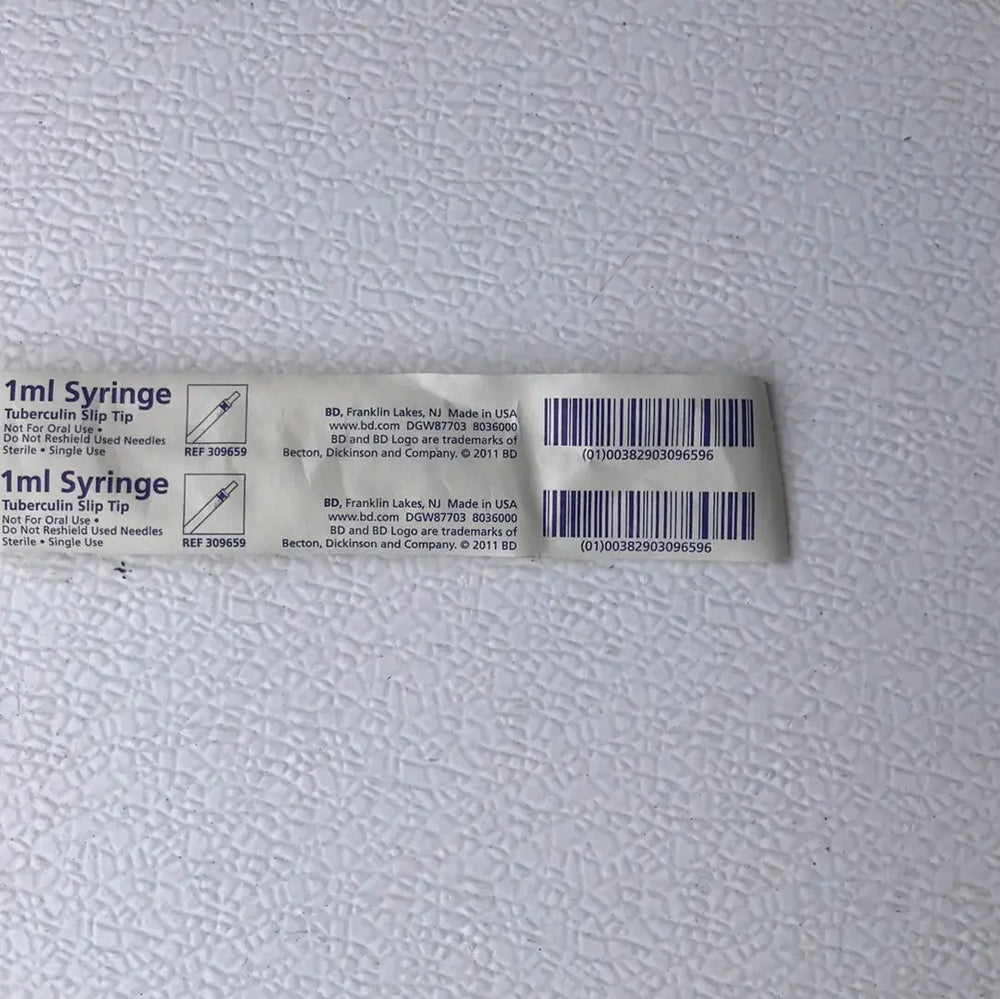 1ml Syringe
Tuberculin Slip Tip
Not For Oral Use •
Do Not Reshield Used Needles
Sterile • Single Use
REF 309659
BD, Franklin Lakes, NJ Made in USA
www.bd.com DGW87703 8036000
BD and BD Logo are trademarks of
Becton, Dickinson and Company. © 2011 BD
(01)00382903096596
1ml Syringe
Tuberculin Slip Tip
Not For Oral Use •
Do Not Reshield Used Needles
Sterile • Single Use
REF 309659
BD, Franklin Lakes, NJ Made in USA
www.bd.com DGW87703 8036000
BD and BD Logo are trademarks of
Becton, Dickinson and Company. © 2011 BD
(01)00382903096596